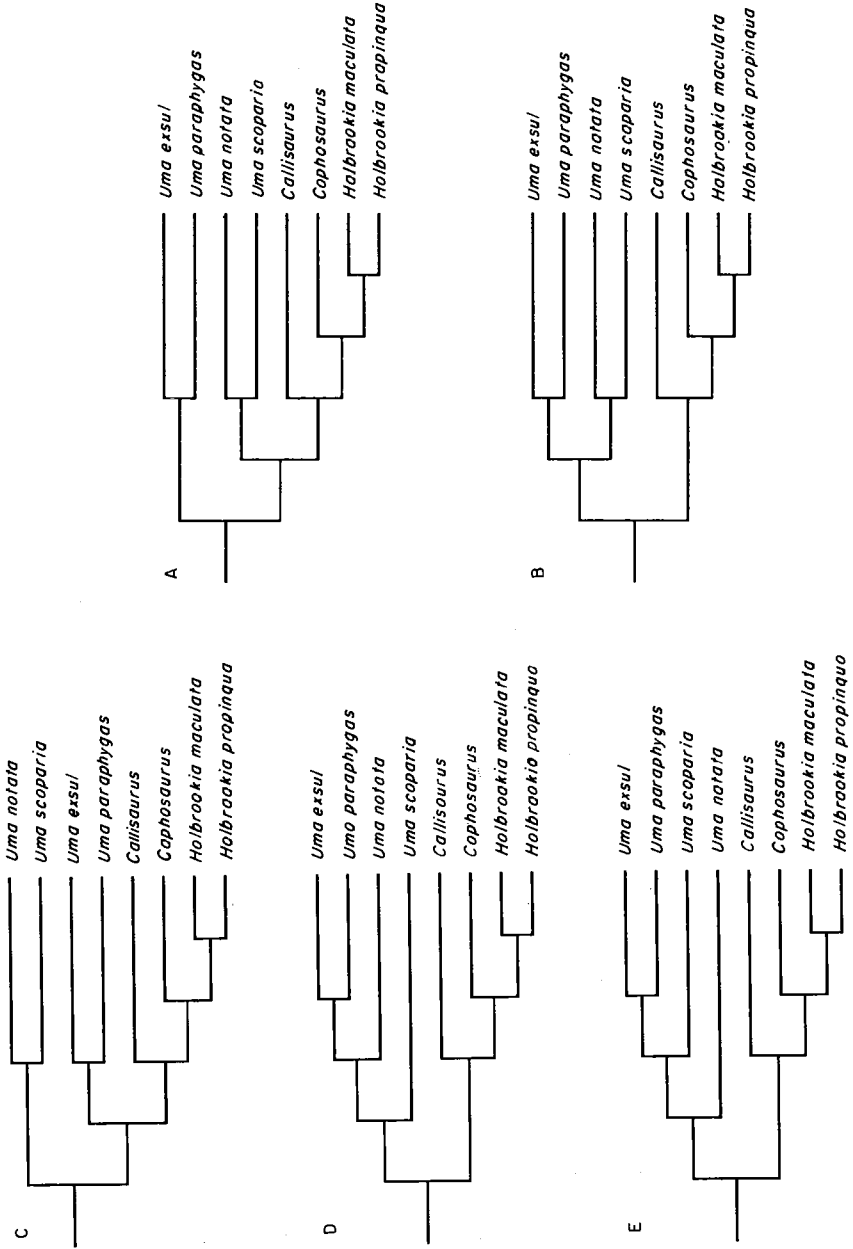 A
Uma exsul
Uma paraphygas
Uma notata
Uma scoparia
Callisaurus
Cophosaurus
Holbrookia maculata
Holbrookia propinqua
B
Uma exsul
Uma paraphygas
Uma notata
Uma scoparia
Callisaurus
Cophosaurus
Holbrookia maculata
Holbrookia propinqua
C
Uma notata
Uma scoparia
Uma exsul
Uma paraphygas
Callisaurus
Cophosaurus
Holbrookia maculata
Holbrookia propinqua
D
Uma exsul
Uma paraphygas
Uma notata
Uma scoparia
Callisaurus
Cophosaurus
Holbrookia maculata
Holbrookia propinqua
E
Uma exsul
Uma paraphygas
Uma scoparia
Uma notata
Callisaurus
Cophosaurus
Holbrookia maculata
Holbrookia propinqua